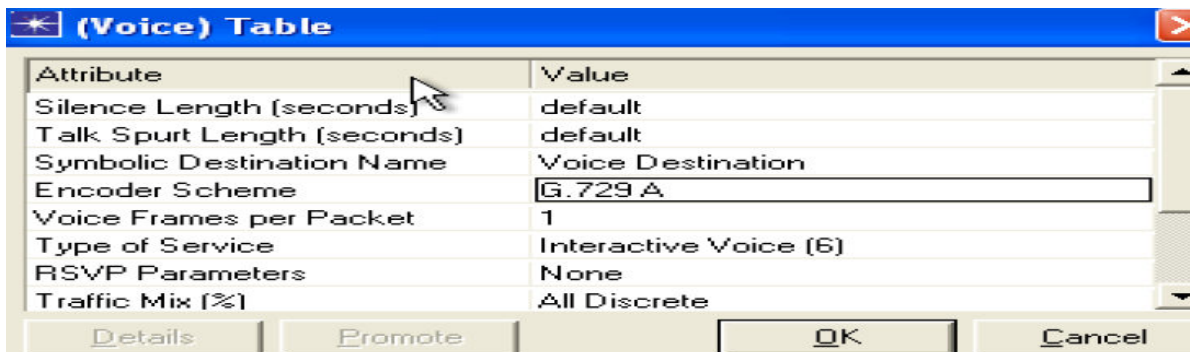 (Voice) Table
Attribute Value
Silence Length (seconds) default
Talk Spurt Length (seconds) default
Symbolic Destination Name Voice Destination
Encoder Scheme G.729 A
Voice Frames per Packet 1
Type of Service Interactive Voice (6)
RSVP Parameters None
Traffic Mix (%) All Discrete
Details Promote OK Cancel